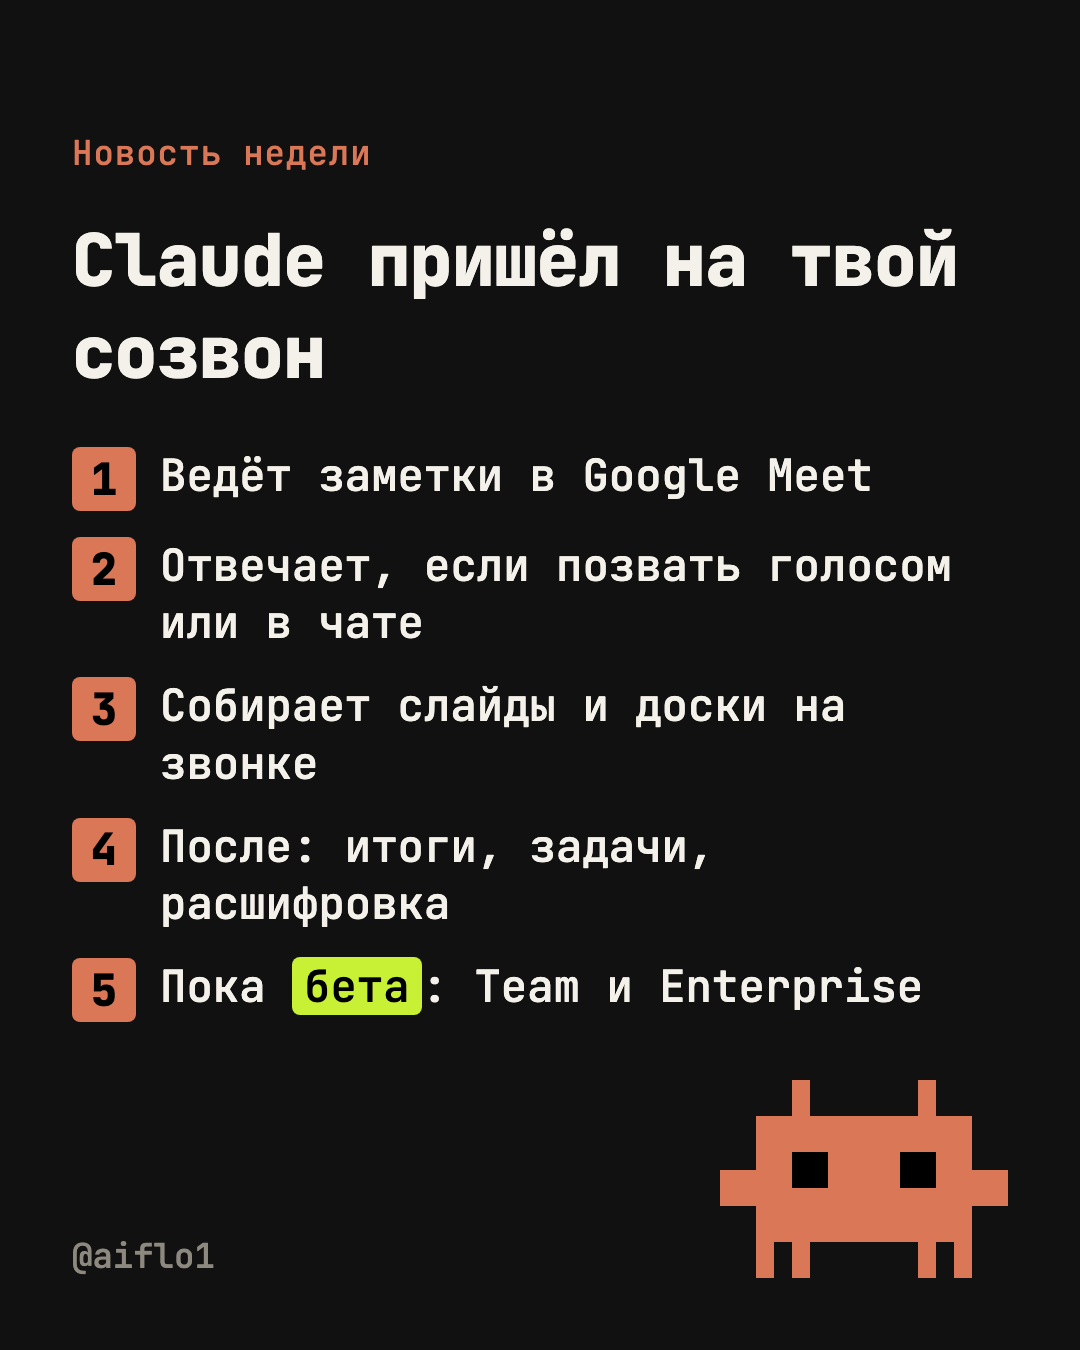 Новость недели
Claude пришёл на твой
созвон
1 Ведёт заметки в Google Meet
2 Отвечает, если позвать голосом
или в чате
3 Собирает слайды и доски на
звонке
4 После: итоги, задачи,
расшифровка
5 Пока бета: Team и Enterprise
@aiflo1